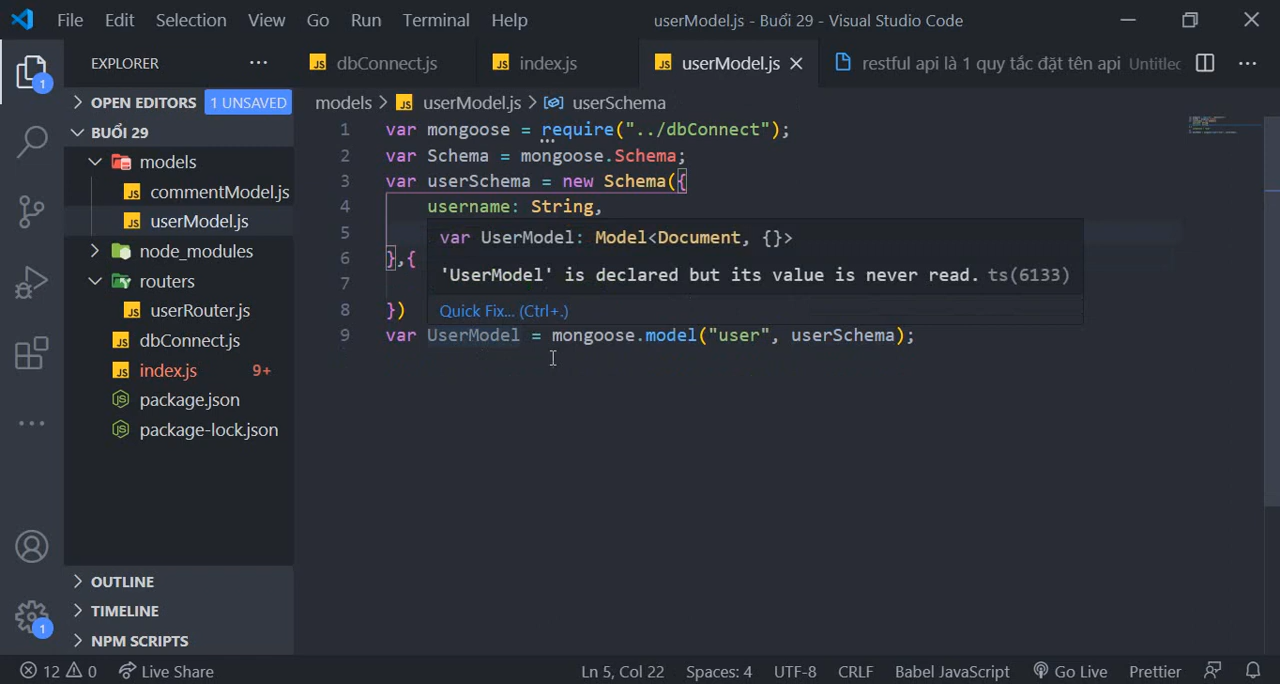 File Edit Selection View Go Run Terminal Help
userModel.js - Buổi 29 - Visual Studio Code
EXPLORER
dbConnect.js
index.js
userModel.js
restful api là 1 quy tắc đặt tên api Untitled
OPEN EDITORS 1 UNSAVED
BUỔI 29
models
commentModel.js
userModel.js
node_modules
routers
userRouter.js
dbConnect.js
index.js 9+
package.json
package-lock.json
OUTLINE
TIMELINE
NPM SCRIPTS
1
1
models > userModel.js > userSchema
1 var mongoose = require("../dbConnect");
2 var Schema = mongoose.Schema;
3 var userSchema = new Schema({
4 username: String,
5
6 },{
7
8 })
9 var UserModel = mongoose.model("user", userSchema);
var UserModel: Model<Document, {}>
'UserModel' is declared but its value is never read. ts(6133)
Quick Fix... (Ctrl+.)
12 0 Live Share Ln 5, Col 22 Spaces: 4 UTF-8 CRLF Babel JavaScript Go Live Prettier